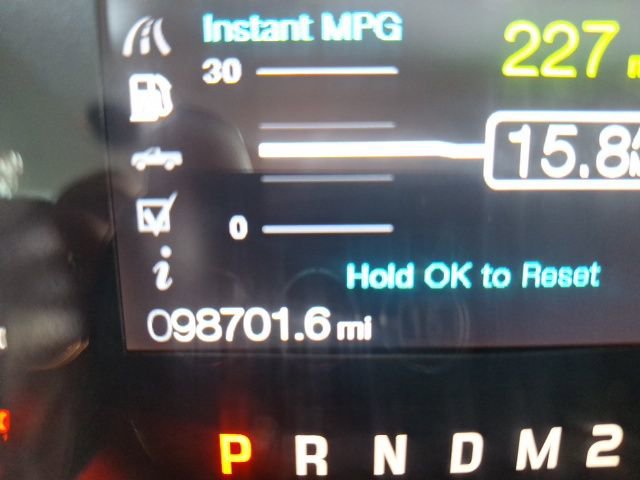 Instant MPG
227
30
15.8
0
Hold OK to Reset
098701.6 mi
P R N D M 2